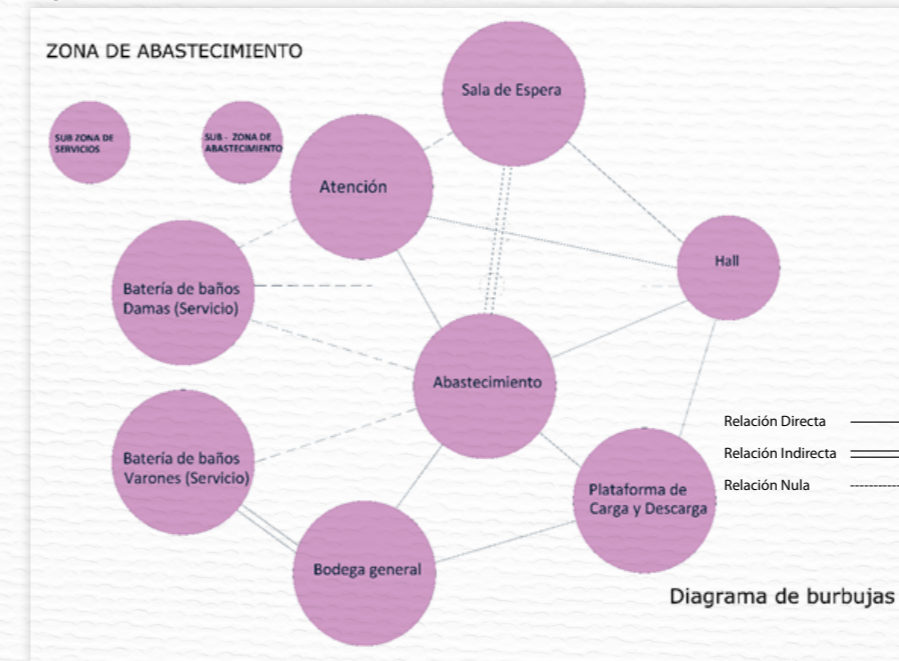 ZONA DE ABASTECIMIENTO
SUB ZONA DE
SERVICIOS
SUB - ZONA DE
ABASTECIMIENTO
Sala de Espera
Atención
Hall
Batería de baños
Damas (Servicio)
Abastecimiento
Batería de baños
Varones (Servicio)
Plataforma de
Carga y Descarga
Bodega general
Relación Directa
Relación Indirecta
Relación Nula
Diagrama de burbujas